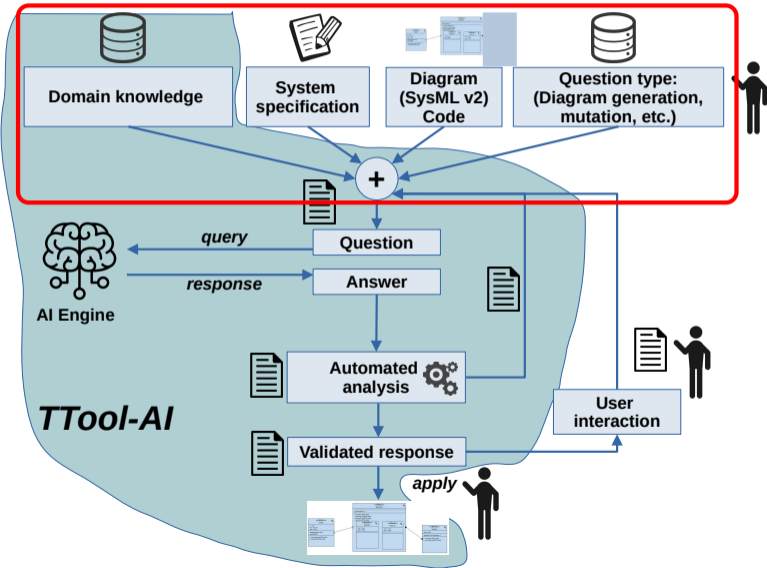 Domain knowledge
System
specification
Diagram
(SysML v2)
Code
Question type:
(Diagram generation,
mutation, etc.)
+
query
Question
response
Answer
AI Engine
Automated
analysis
TTool-AI
User
interaction
Validated response
apply